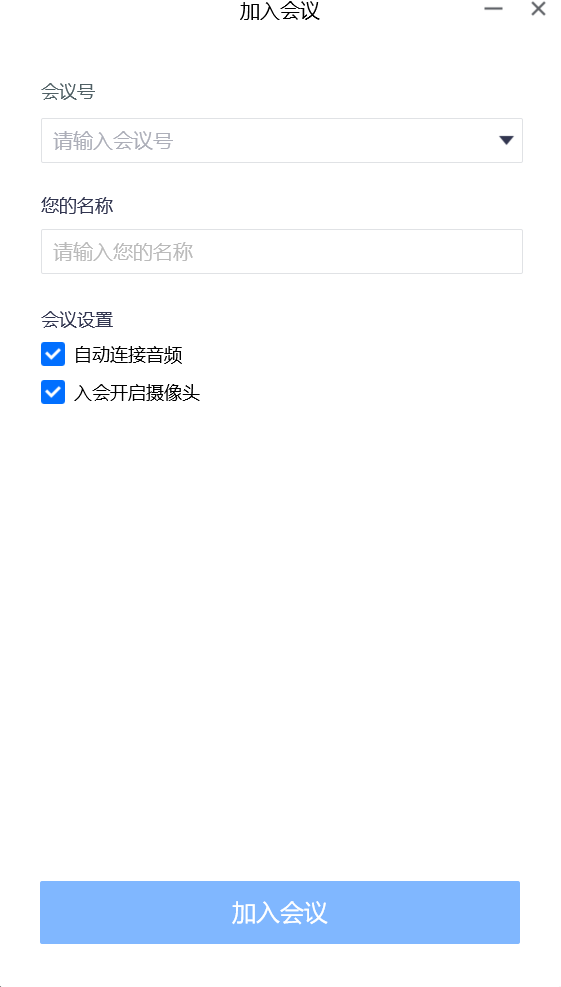 加入会议
会议号
请输入会议号
您的名称
请输入您的名称
会议设置
自动连接音频
入会开启摄像头
加入会议